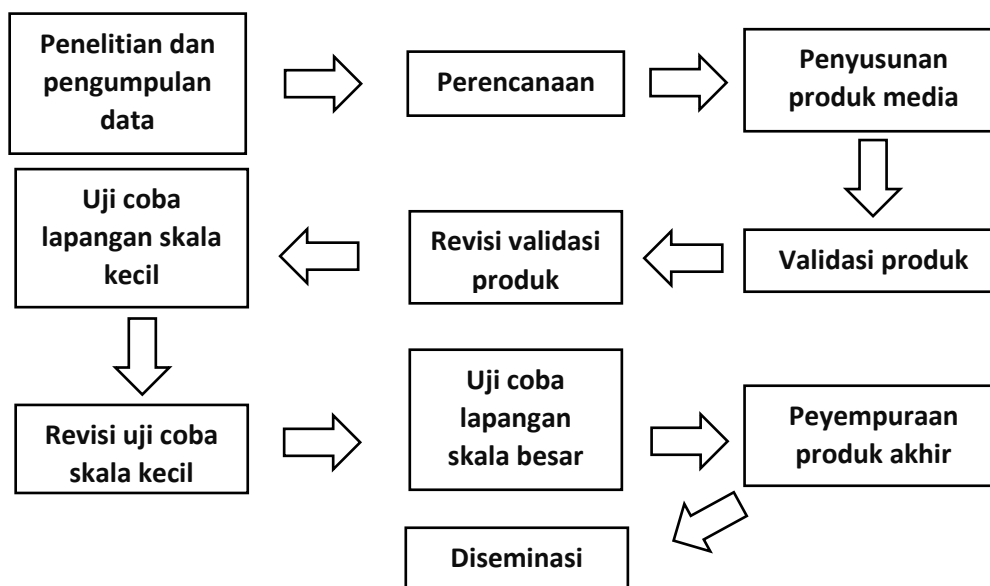 Penelitian dan
pengumpulan
data
Perencanaan
Penyusunan
produk media
Validasi produk
Revisi validasi
produk
Uji coba
lapangan skala
kecil
Revisi uji coba
skala kecil
Uji coba
lapangan
skala besar
Peyempuraan
produk akhir
Diseminasi